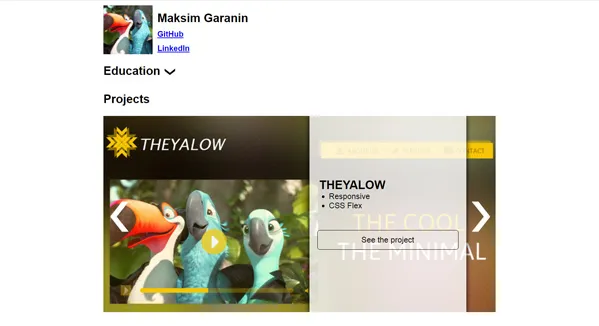 Maksim Garanin
GitHub
LinkedIn
Education
Projects
THEYALOW
CONTACT
THEYALOW
Responsive
CSS Flex
THE COOL
See the project
THE MINIMAL